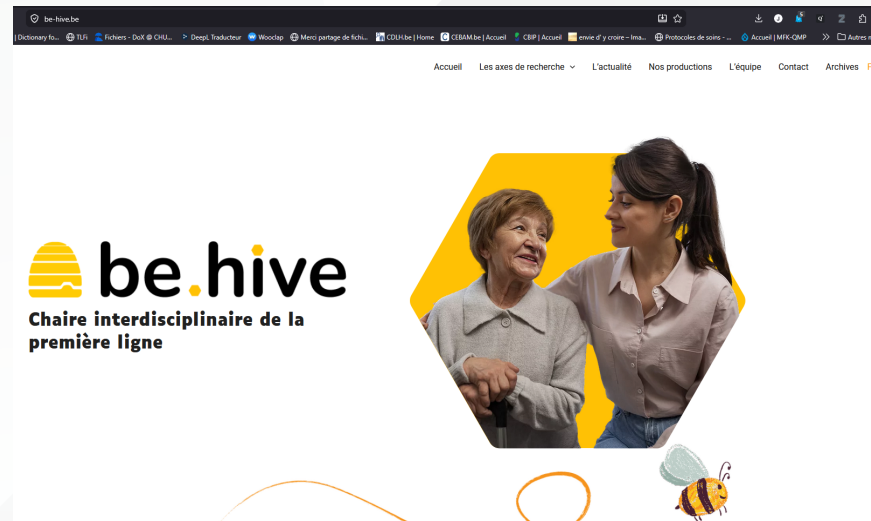 be-hive.be
Dictionary fo... TLFi Fichiers - DoX @ CHU... DeepL Traducteur Wooclap Merci partage de fichi... CDLH.be | Home CEBAM.be | Accueil CBIP | Accueil envie d' y croire – Ima... Protocoles de soins - ... Accueil | MFK-QMP Autres
Accueil Les axes de recherche L'actualité Nos productions L'équipe Contact Archives
be.hive
Chaire interdisciplinaire de la
première ligne